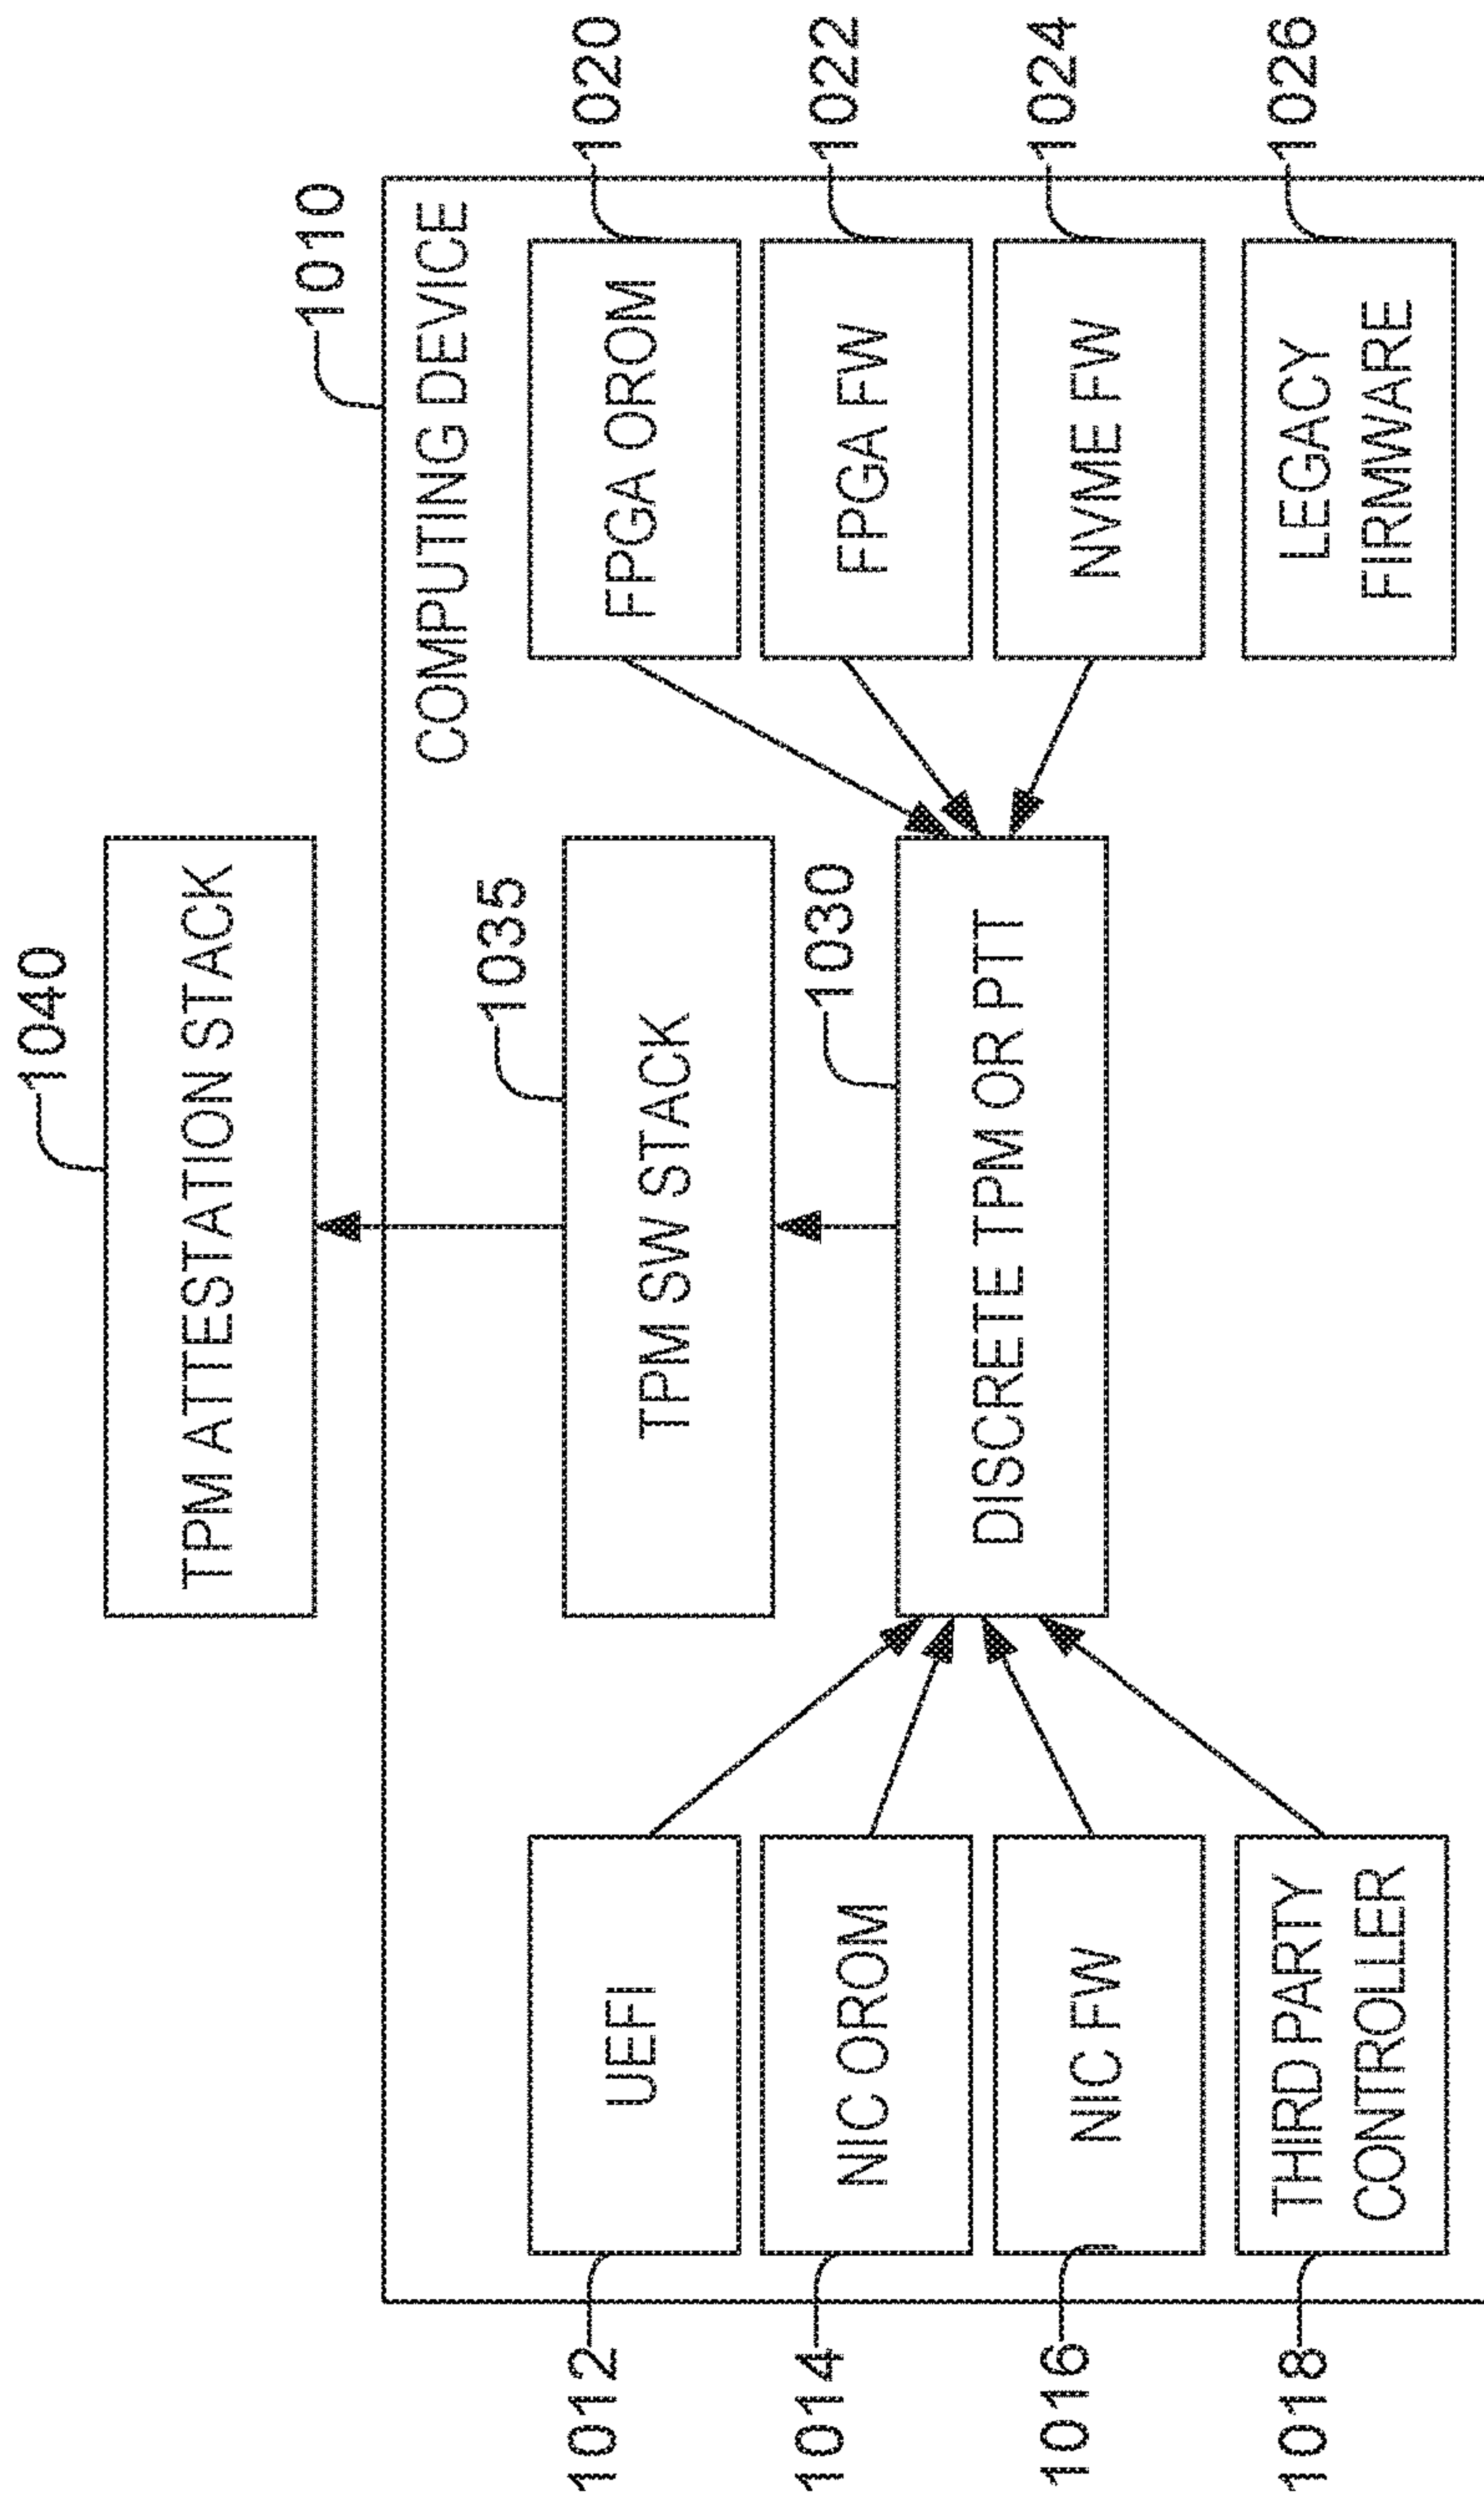 1040
TPM ATTESTATION STACK
1010
COMPUTING DEVICE
1035
TPM SW STACK
1030
DISCRETE TPM OR PTT
1012
UEFI
1014
NIC OROM
1016
NIC FW
1018
THIRD PARTY
CONTROLLER
FPGA OROM
1020
FPGA FW
1022
NVME FW
1024
LEGACY
FIRMWARE
1026